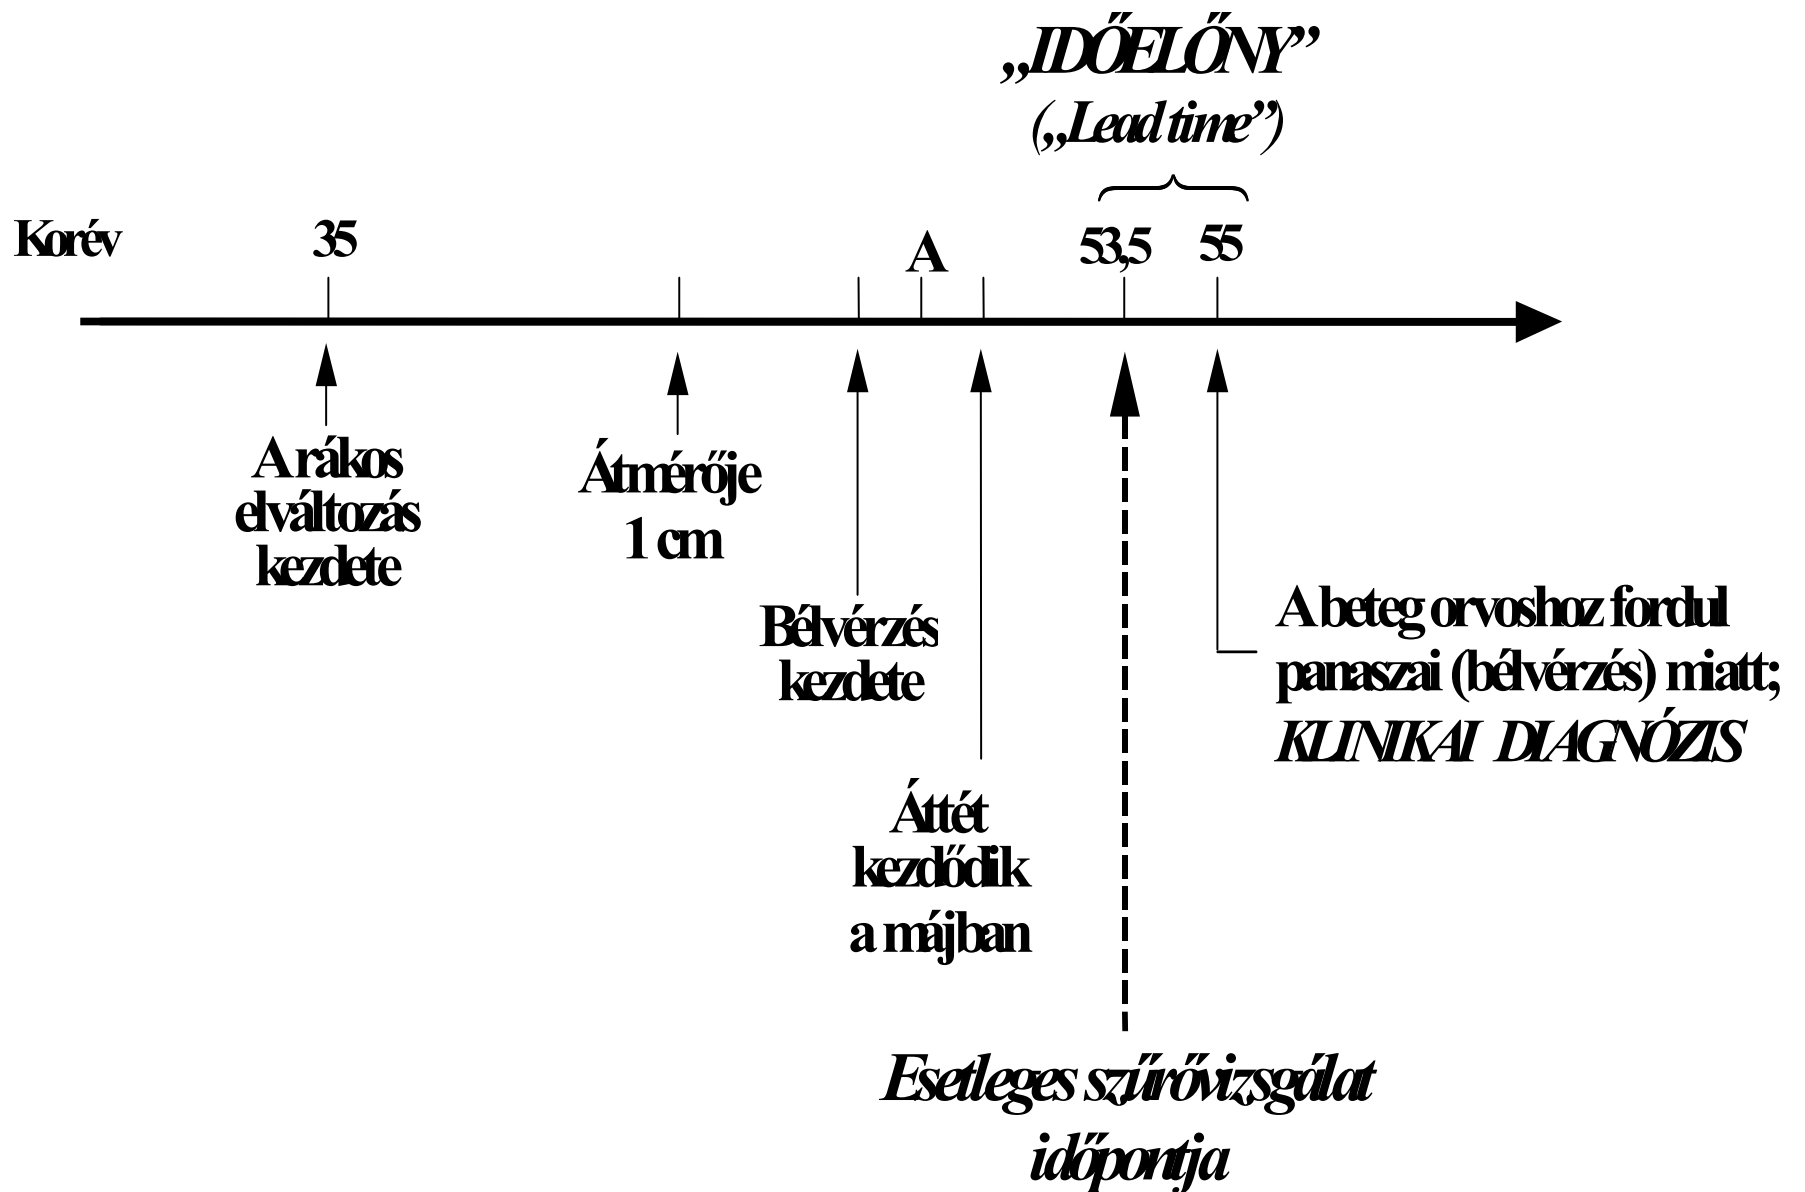 „IDŐELŐNY”
(„Lead time”)
Korév 35 A 53,5 55
A rákos
elváltozás
kezdete
Átmérője
1 cm
Bélvérzés
kezdete
Áttét
kezdődik
a májban
A beteg orvoshoz fordul
panaszai (bélvérzés) miatt;
KLINIKAI DIAGNÓZIS
Esetleges szűrővizsgálat
időpontja